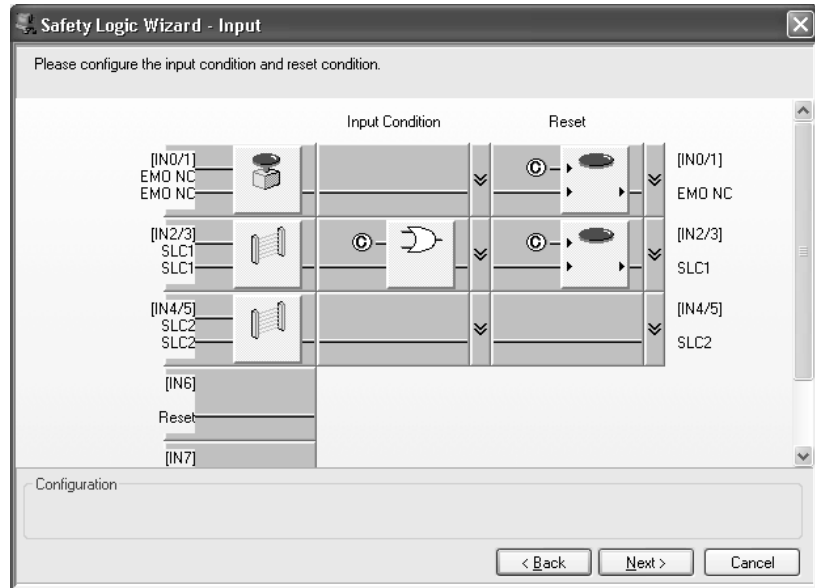 Safety Logic Wizard - Input
Please configure the input condition and reset condition.
Input Condition Reset
[IN0/1]
EMO NC
EMO NC
©
[IN0/1]
EMO NC
[IN2/3]
SLC1
SLC1
©
©
[IN2/3]
SLC1
[IN4/5]
SLC2
SLC2
[IN4/5]
SLC2
[IN6]
Reset
[IN7]
Configuration
< Back Next > Cancel